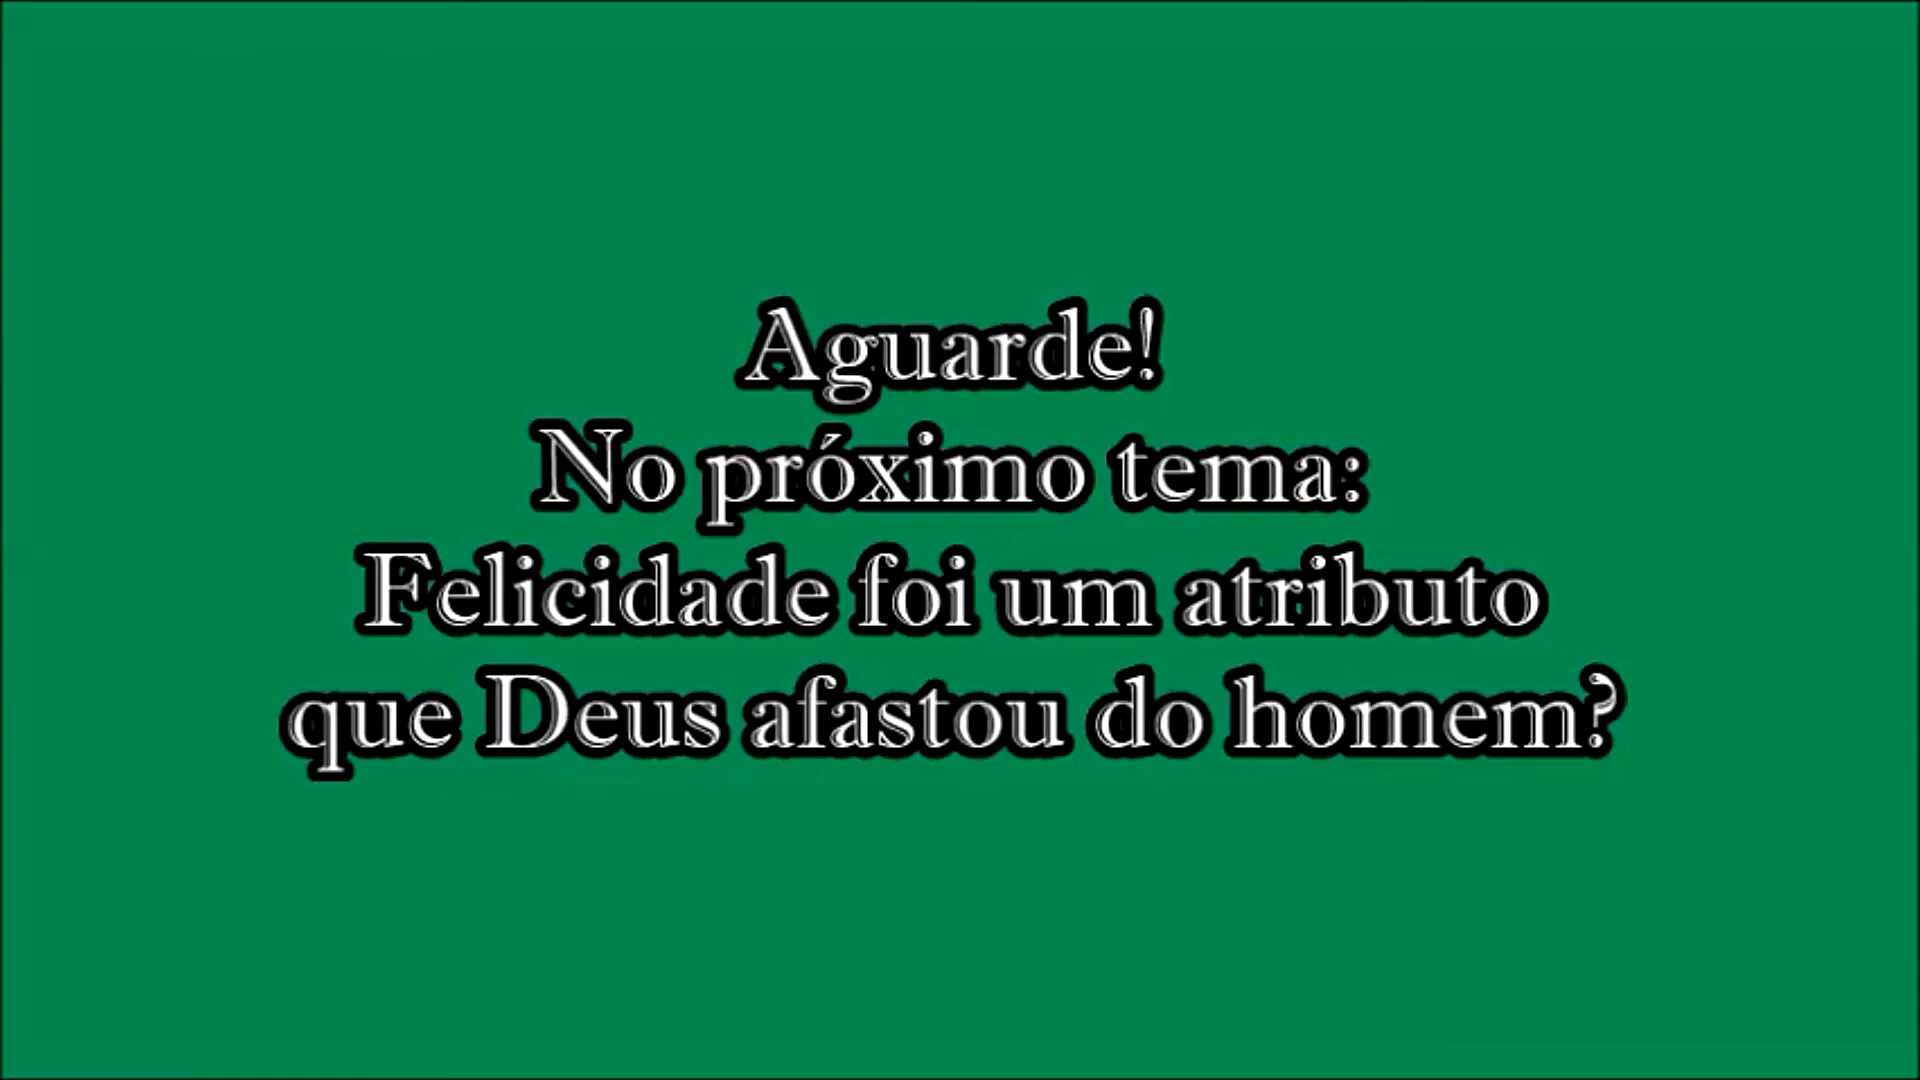 Aguarde!
No próximo tema:
Felicidade foi um atributo
que Deus afastou do homem?